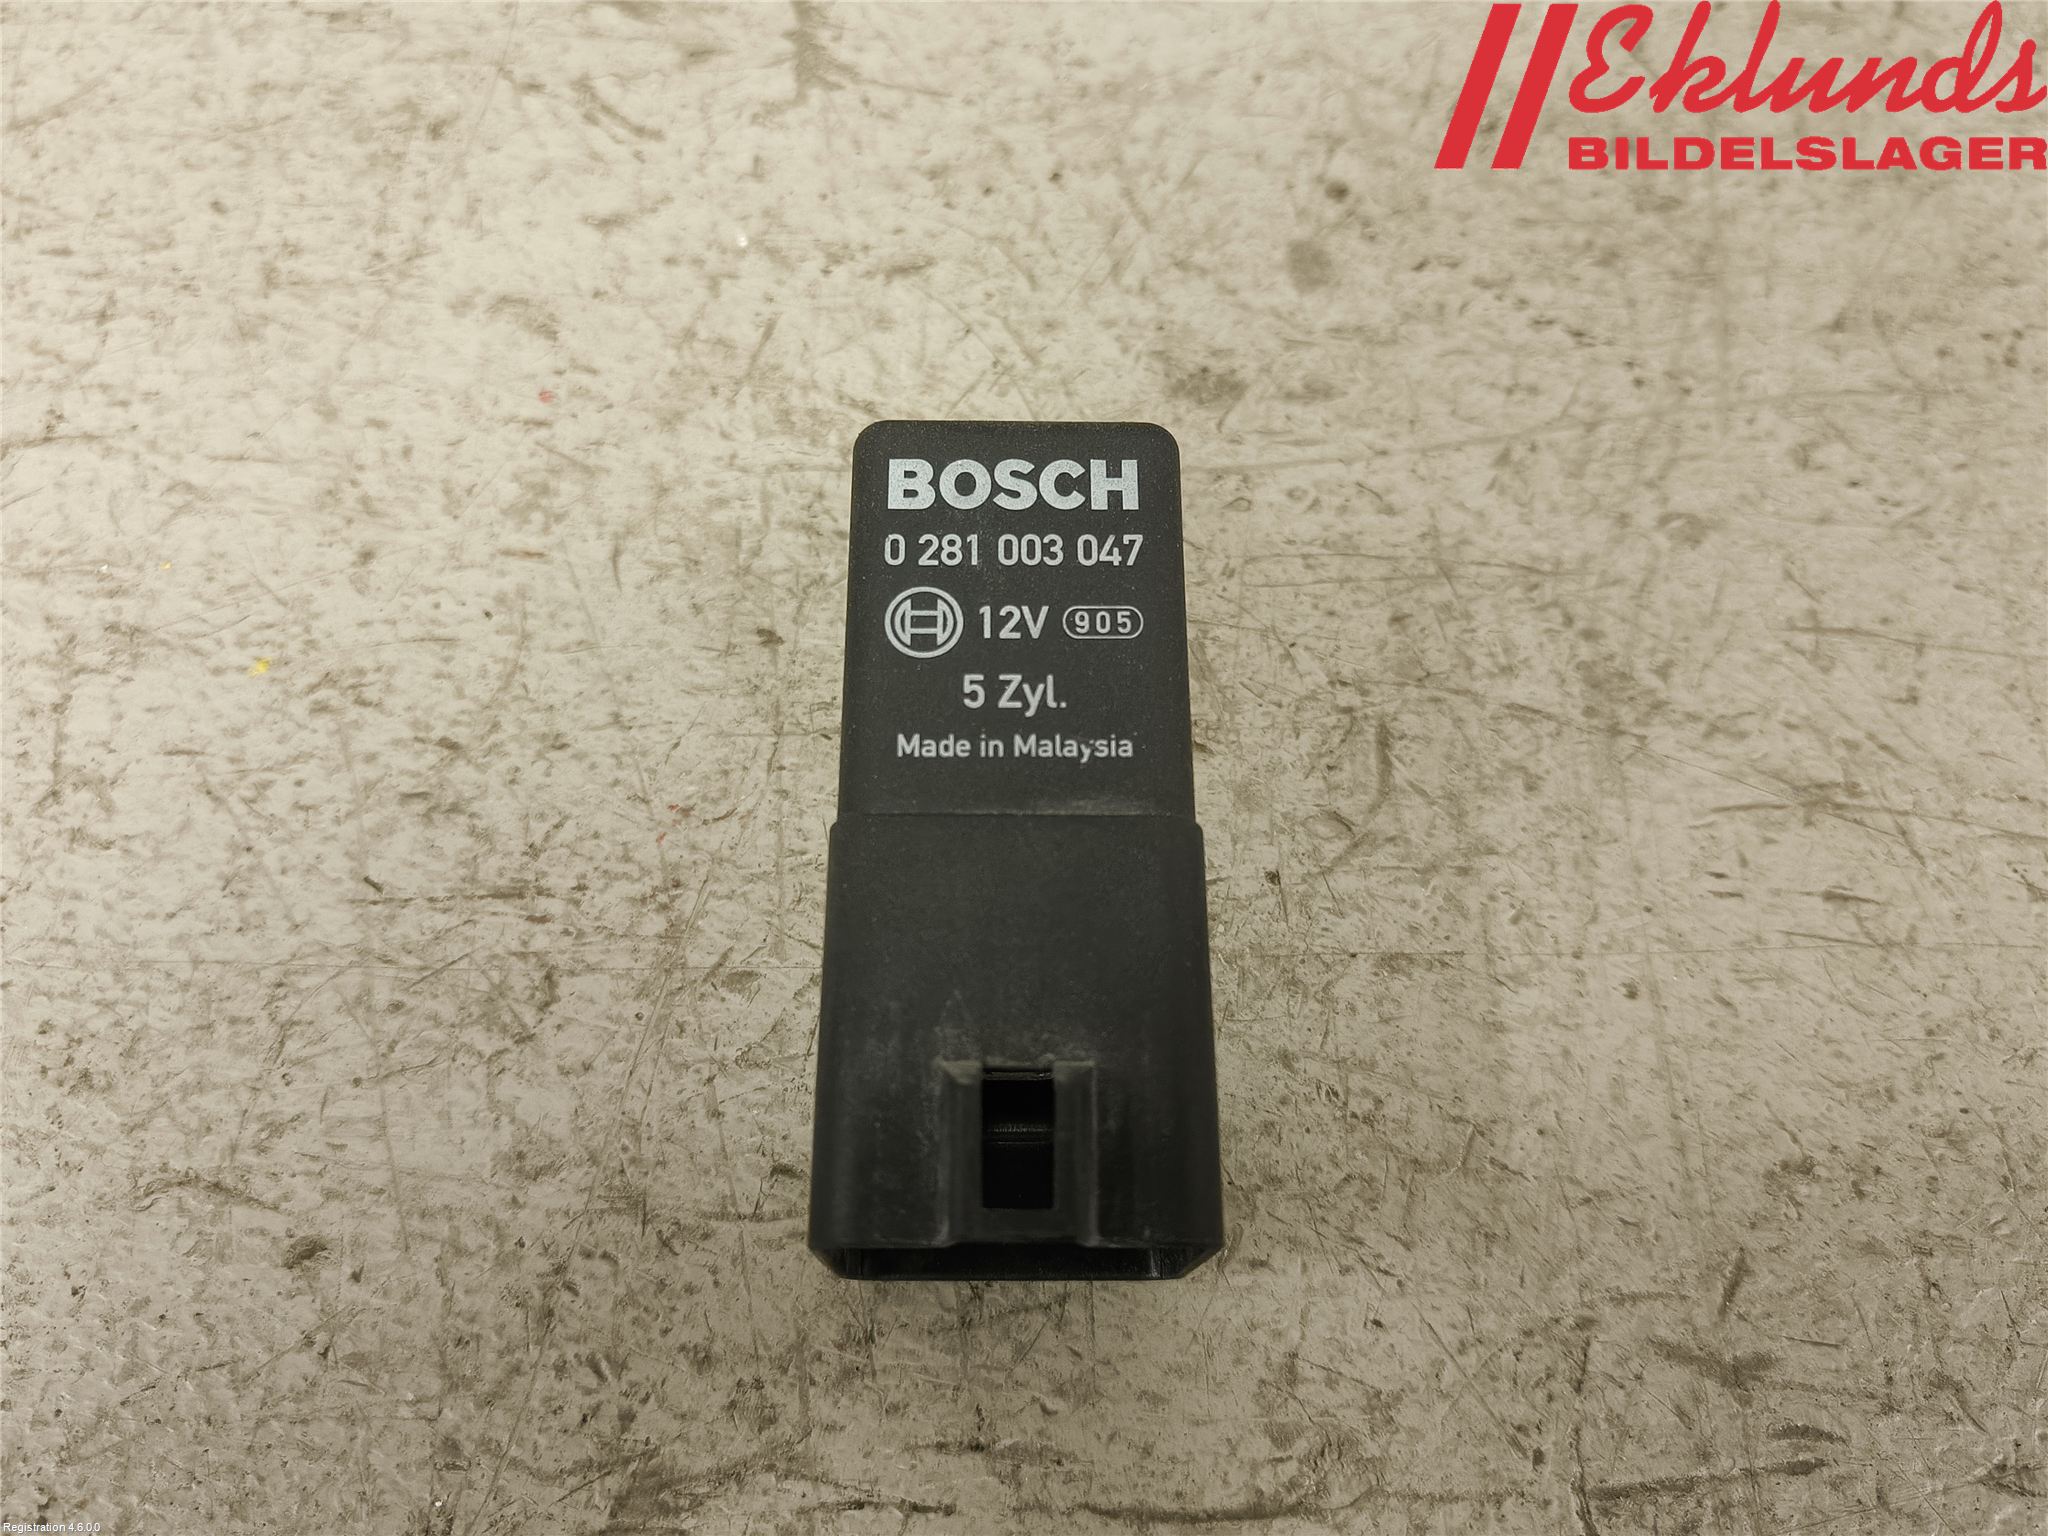 Eklunds
BILDELSLAGER
BOSCH
0 281 003 047
12V 905
5 Zyl.
Made in Malaysia
Registration 4.6.0.0